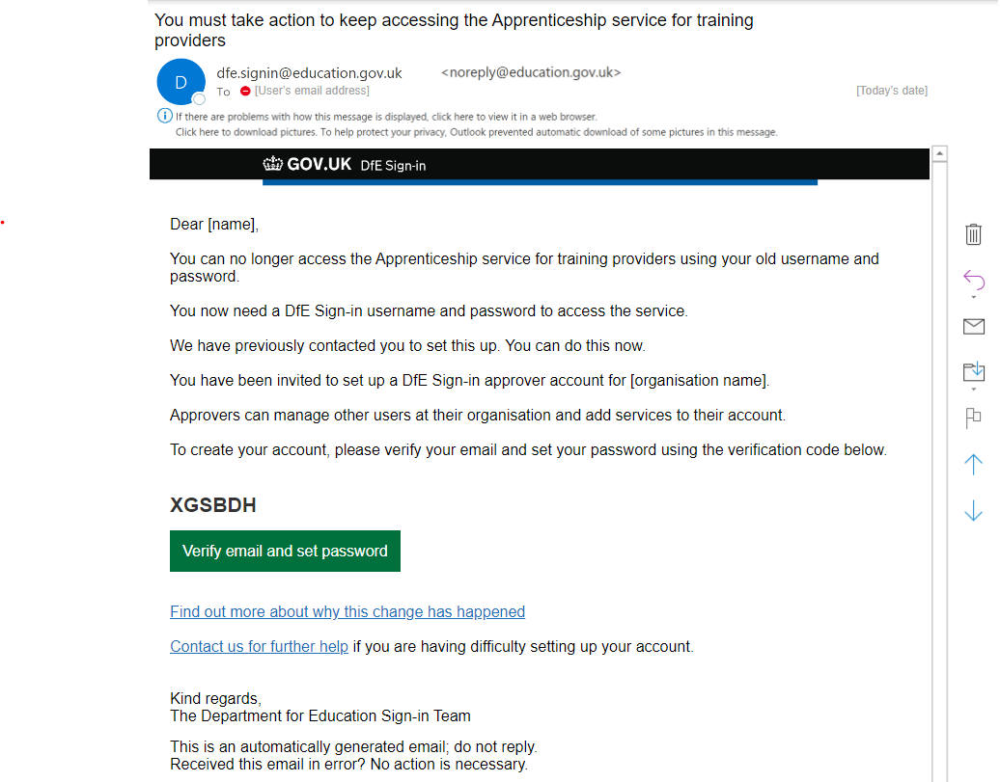 You must take action to keep accessing the Apprenticeship service for training
providers
D
dfe.signin@education.gov.uk <noreply@education.gov.uk>
To [User's email address] [Today's date]
If there are problems with how this message is displayed, click here to view it in a web browser.
Click here to download pictures. To help protect your privacy, Outlook prevented automatic download of some pictures in this message.
GOV.UK DfE Sign-in
Dear [name],
You can no longer access the Apprenticeship service for training providers using your old username and
password.
You now need a DfE Sign-in username and password to access the service.
We have previously contacted you to set this up. You can do this now.
You have been invited to set up a DfE Sign-in approver account for [organisation name].
Approvers can manage other users at their organisation and add services to their account.
To create your account, please verify your email and set your password using the verification code below.
XGSBDH
Verify email and set password
Find out more about why this change has happened
Contact us for further help if you are having difficulty setting up your account.
Kind regards,
The Department for Education Sign-in Team
This is an automatically generated email; do not reply.
Received this email in error? No action is necessary.